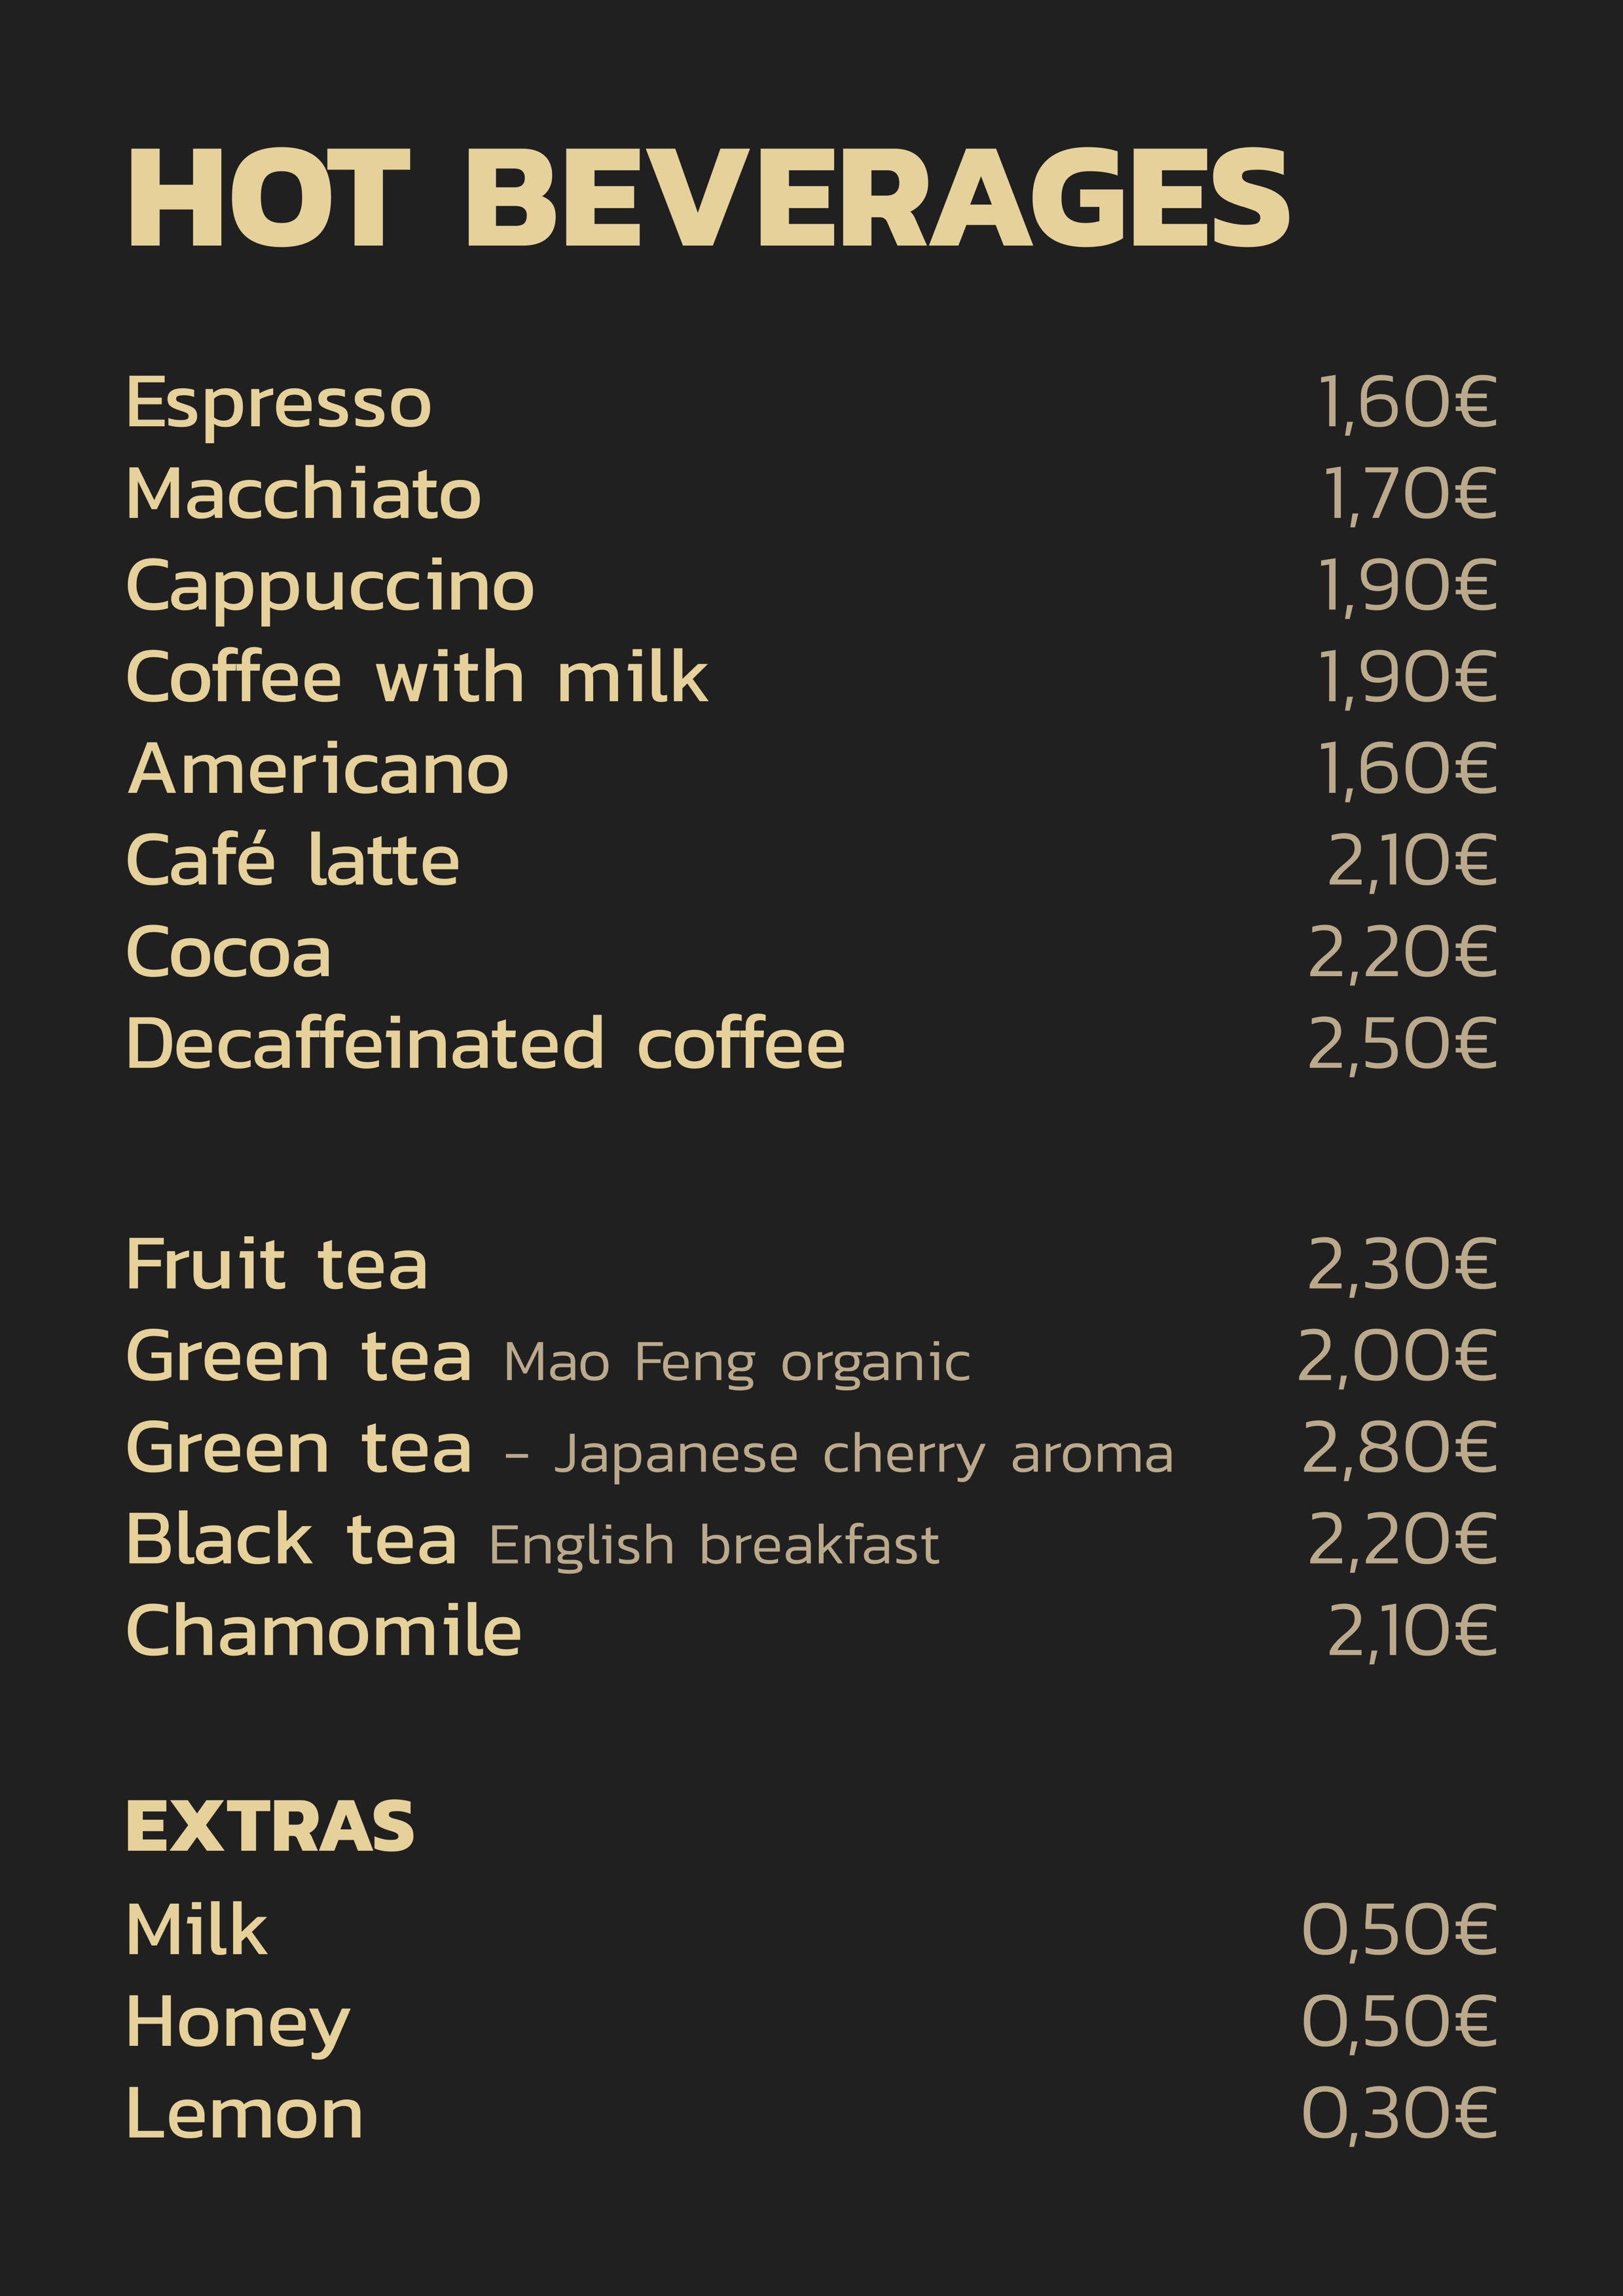 HOT BEVERAGES
Espresso 1,60€
Macchiato 1,70€
Cappuccino 1,90€
Coffee with milk 1,90€
Americano 1,60€
Café latte 2,10€
Cocoa 2,20€
Decaffeinated coffee 2,50€
Fruit tea 2,30€
Green tea Mao Feng organic 2,00€
Green tea - Japanese cherry aroma 2,80€
Black tea English breakfast 2,20€
Chamomile 2,10€
EXTRAS
Milk 0,50€
Honey 0,50€
Lemon 0,30€